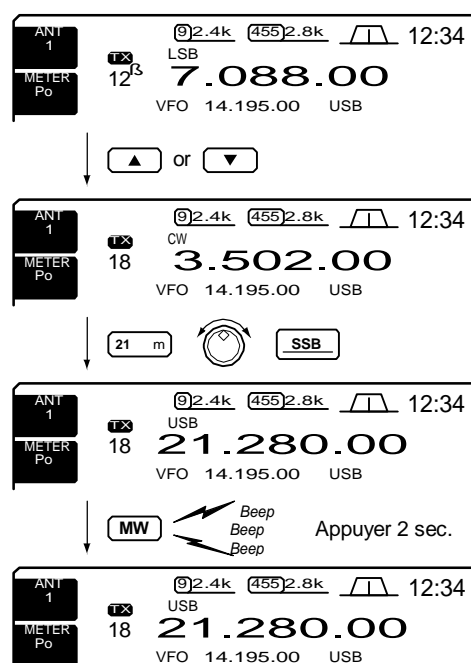 ANT 1 9 2.4k 455 2.8k 12:34
TX LSB
METER Po 12 ß 7.088.00
VFO 14.195.00 USB
▲ or ▼
ANT 1 9 2.4k 455 2.8k 12:34
TX CW
METER Po 18 3.502.00
VFO 14.195.00 USB
21 m SSB
ANT 1 9 2.4k 455 2.8k 12:34
TX USB
METER Po 18 21.280.00
VFO 14.195.00 USB
Beep
MW Beep Appuyer 2 sec.
Beep
ANT 1 9 2.4k 455 2.8k 12:34
TX USB
METER Po 18 21.280.00
VFO 14.195.00 USB